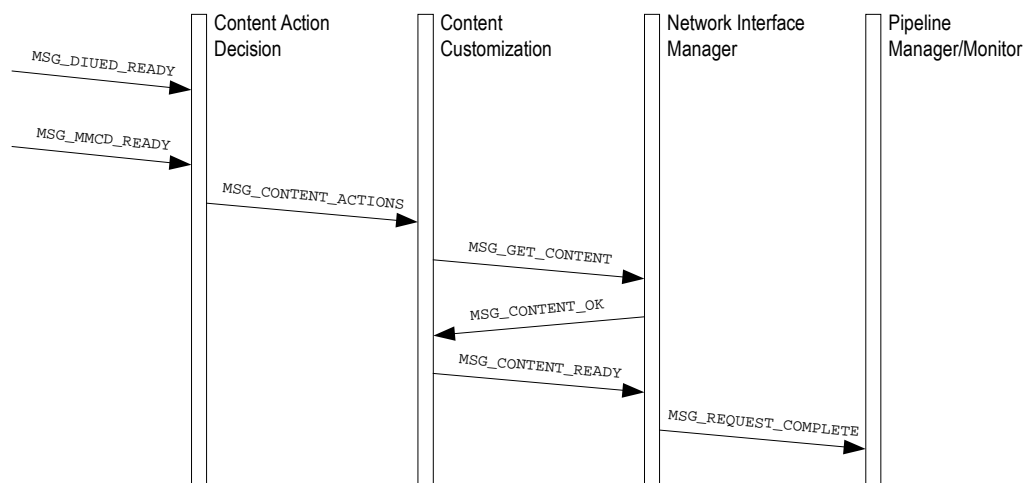 Content Action
Decision
Content
Customization
Network Interface
Manager
Pipeline
Manager/Monitor
MSG_DIUED_READY
MSG_MMCD_READY
MSG_CONTENT_ACTIONS
MSG_GET_CONTENT
MSG_CONTENT_OK
MSG_CONTENT_READY
MSG_REQUEST_COMPLETE